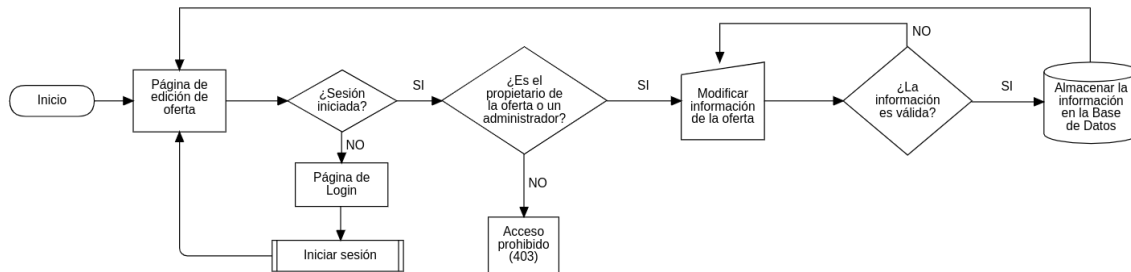 Inicio
Página de
edición de
oferta
¿Sesión
iniciada?
SI
NO
Página de
Login
Iniciar sesión
¿Es el
propietario de
la oferta o un
administrador?
SI
NO
Acceso
prohibido
(403)
Modificar
información
de la oferta
¿La
información
es válida?
NO
SI
Almacenar la
información
en la Base
de Datos